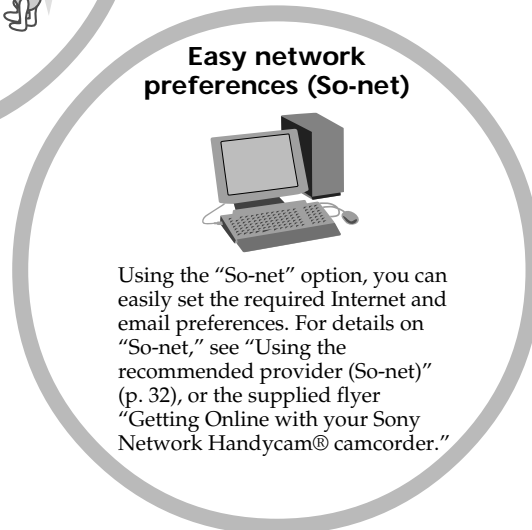 Easy network
preferences (So-net)
Using the “So-net” option, you can
easily set the required Internet and
email preferences. For details on
“So-net,” see “Using the
recommended provider (So-net)”
(p. 32), or the supplied flyer
“Getting Online with your Sony
Network Handycam® camcorder.”